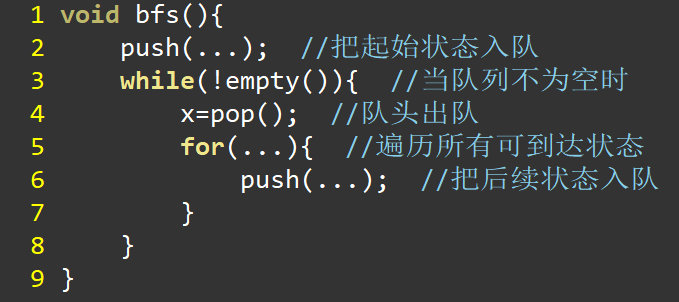 1 void bfs(){
2     push(...);  //把起始状态入队
3     while(!empty()){  //当队列不为空时
4         x=pop();  //队头出队
5         for(...){  //遍历所有可到达状态
6             push(...);  //把后续状态入队
7         }
8     }
9 }